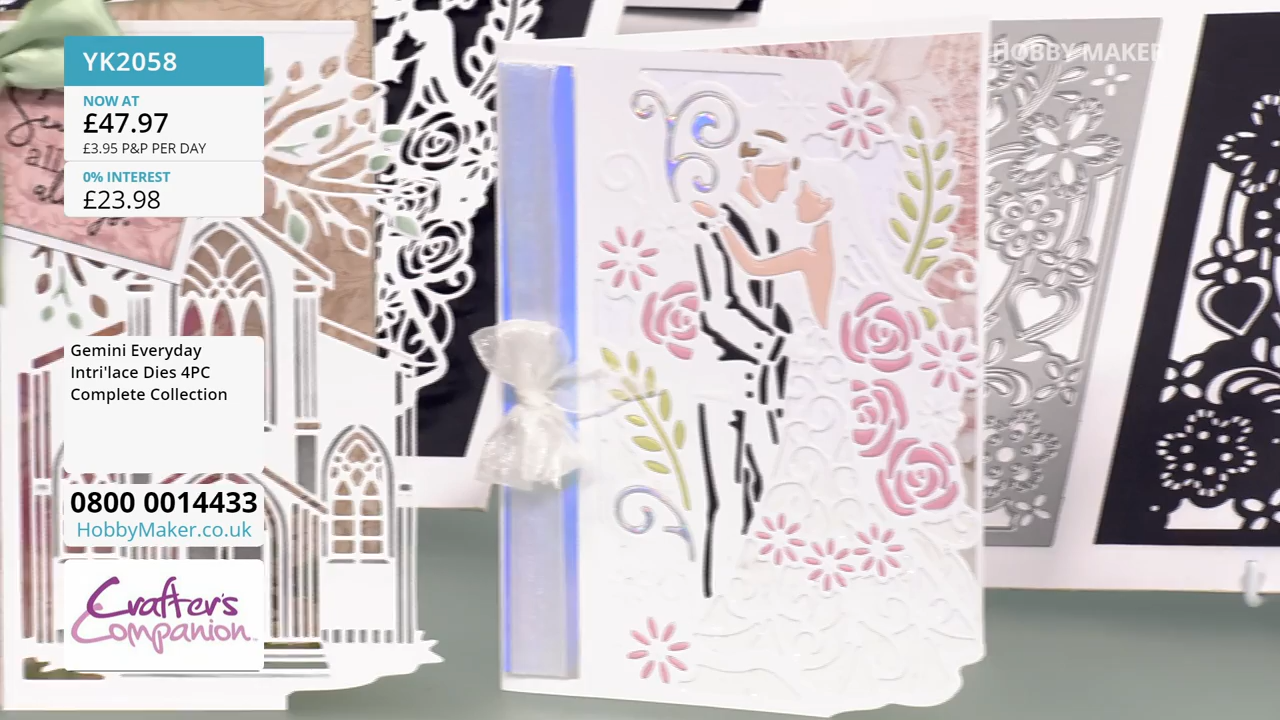 HOBBY MAKER
YK2058
NOW AT
£47.97
£3.95 P&P PER DAY
0% INTEREST
£23.98
Gemini Everyday
Intri'lace Dies 4PC
Complete Collection
0800 0014433
HobbyMaker.co.uk
Crafter's
Companion